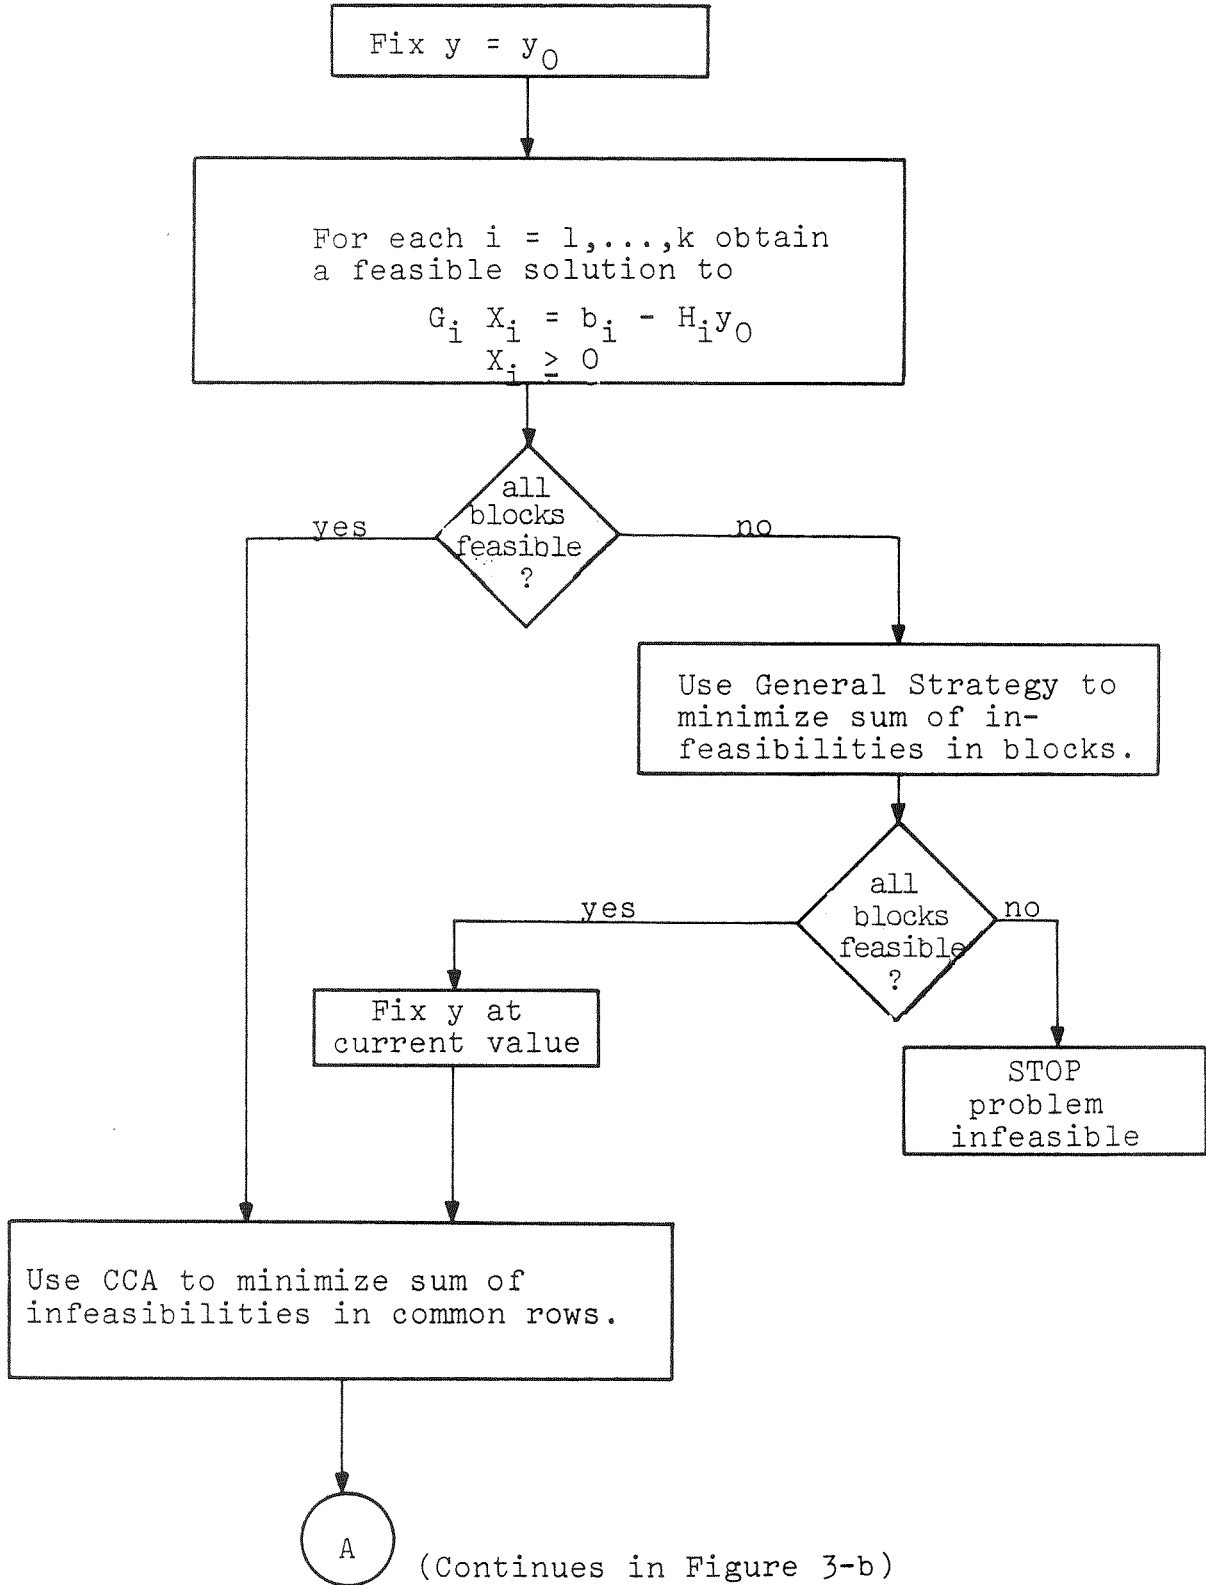 Fix y = y0
For each i = 1,...,k obtain
a feasible solution to
Gi Xi = bi - Hiy0
Xi ≥ 0
all
blocks
feasible
?
yes
no
Use General Strategy to
minimize sum of in-
feasibilities in blocks.
all
blocks
feasible
?
yes
no
Fix y at
current value
STOP
problem
infeasible
Use CCA to minimize sum of
infeasibilities in common rows.
A
(Continues in Figure 3-b)